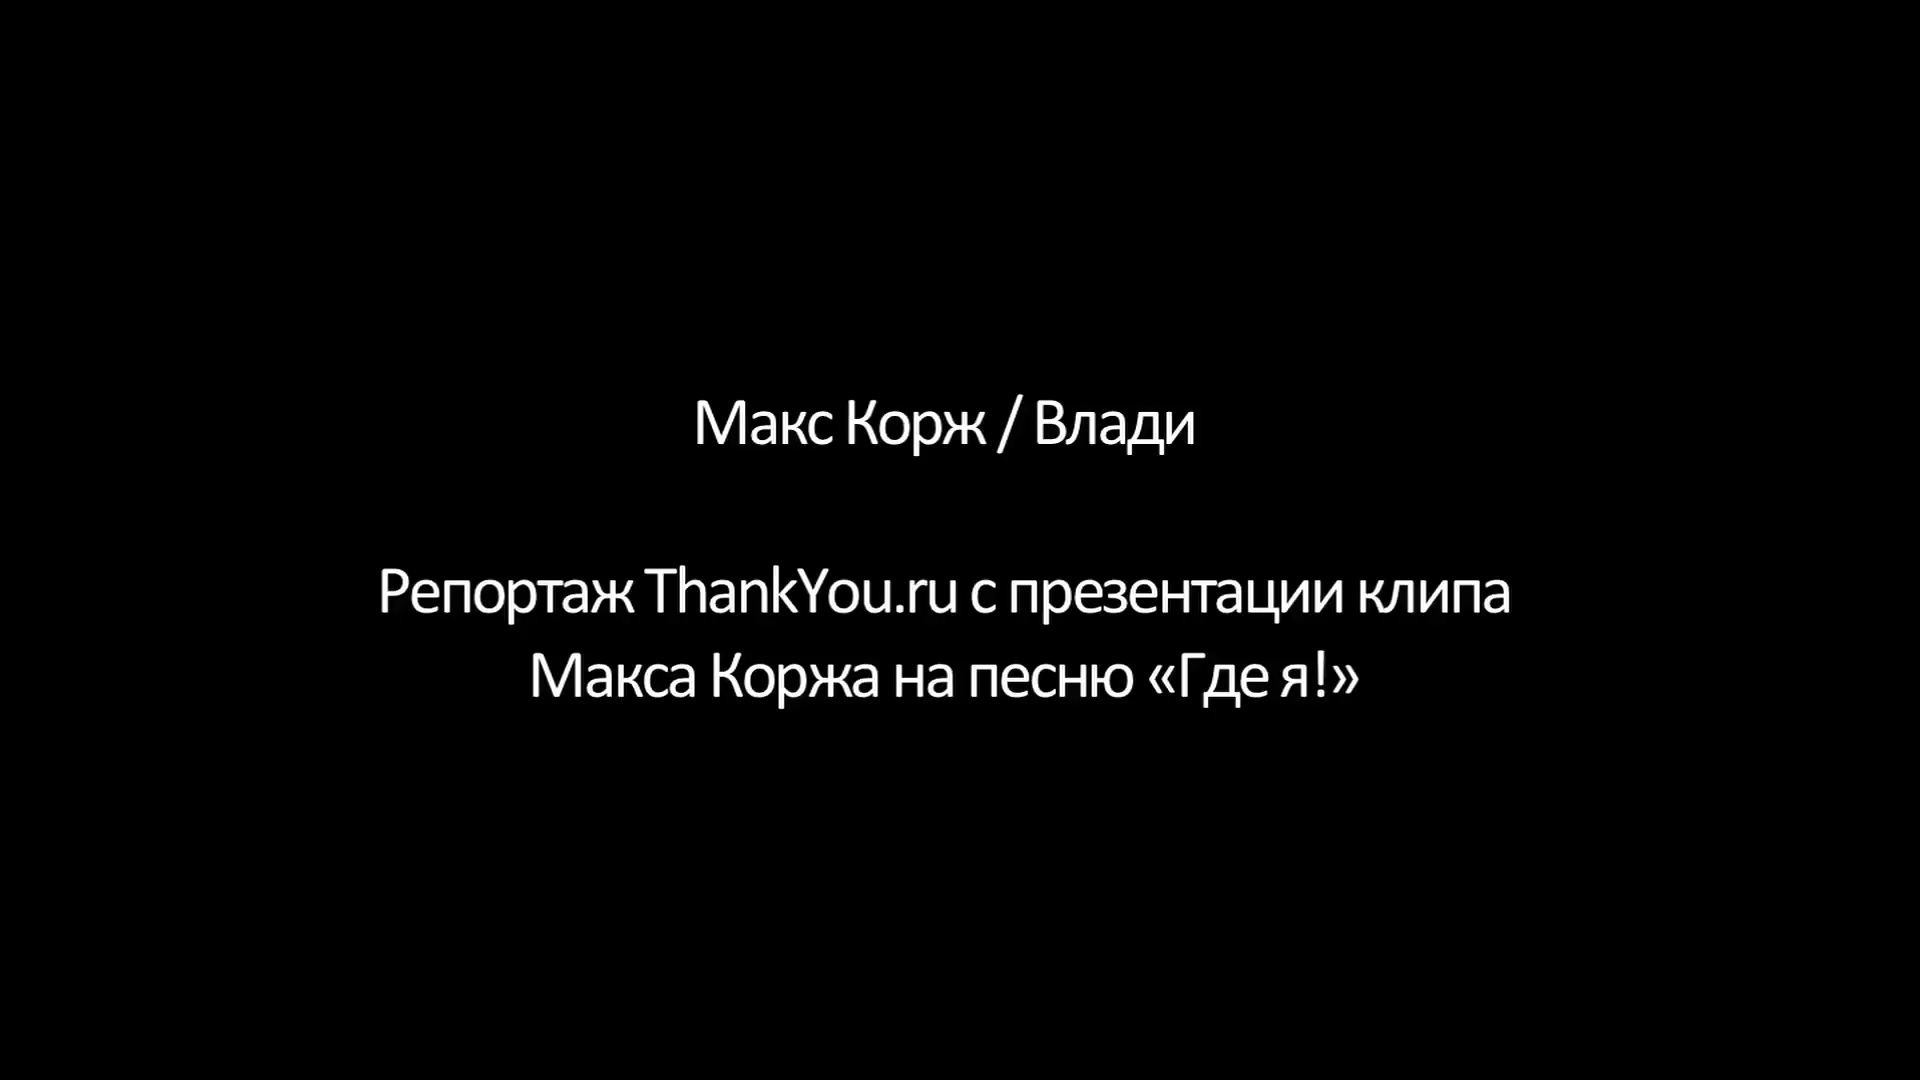 Макс Корж / Влади
Репортаж ThankYou.ru с презентации клипа
Макса Коржа на песню «Где я!»